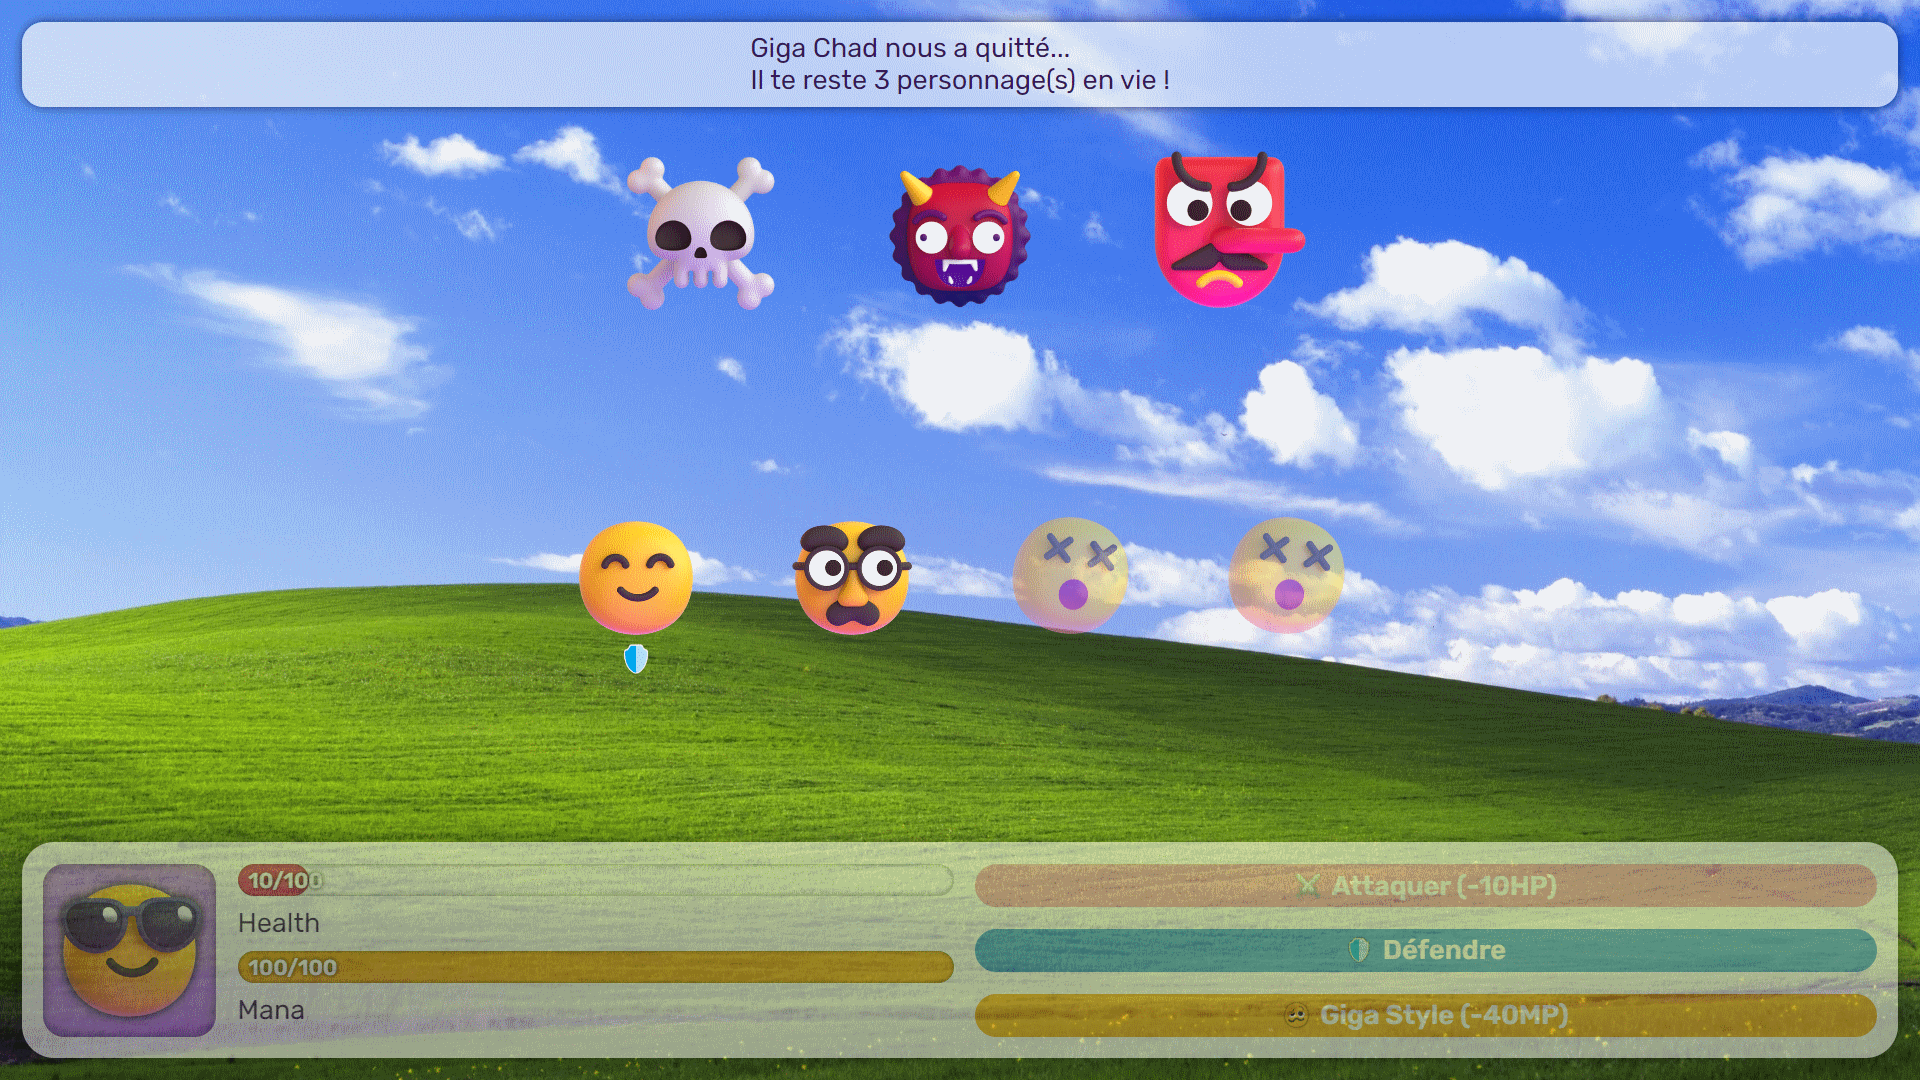 Giga Chad nous a quitté...
Il te reste 3 personnage(s) en vie !
10/100
Health
100/100
Mana
Attaquer (-10HP)
Défendre
Giga Style (-40MP)